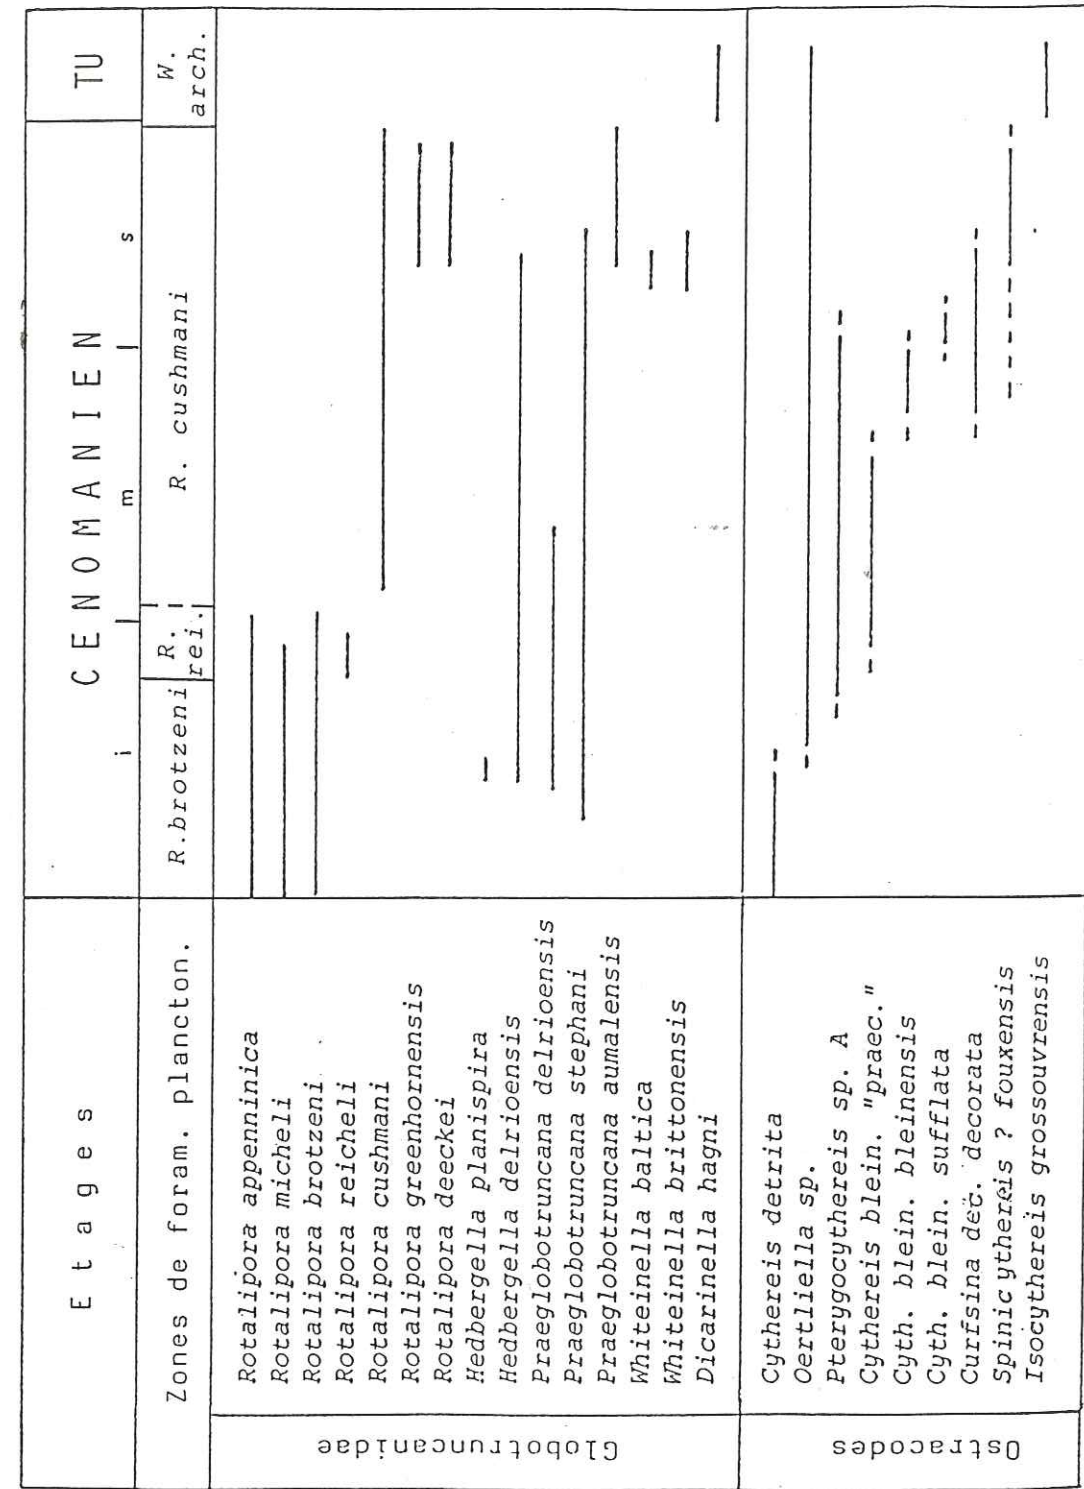 E t a g e s
C E N O M A N I E N
TU
i
m
s
Zones de foram. plancton.
R.brotzeni
R. rei.
R. cushmani
W. arch.
Globotruncanidae
Rotalipora appenninica
Rotalipora micheli
Rotalipora brotzeni
Rotalipora reicheli
Rotalipora cushmani
Rotalipora greenhornensis
Rotalipora deeckei
Hedbergella planispira
Hedbergella delrioensis
Praeglobotruncana delrioensis
Praeglobotruncana stephani
Praeglobotruncana aumalensis
Whiteinella baltica
Whiteinella brittonensis
Dicarinella hagni
Ostracodes
Cythereis detrita
Oertliella sp.
Pterygocythereis sp. A
Cythereis blein. "praec."
Cyth. blein. bleinensis
Cyth. blein. sufflata
Curfsina dec. decorata
Spinicythereis ? fouxensis
Isocythereis grossouvrensis